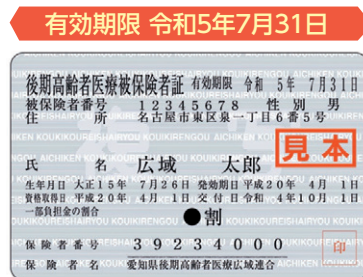 有効期限 令和5年7月31日
後期高齢者医療被保険者証 有効期限 令和 5年 7月31日
被保険者番号 12345678 性別 男
住所 名古屋市東区泉一丁目6番5号
見本
氏名 広域 太郎
生年月日 大正15年 7月26日 発効期日 平成20年 4月 1日
資格取得日 平成20年 4月 1日 交付日 令和 4年10月 1日
一部負担金の割合
●割
保険者番号 39234000
印
保険者名 愛知県後期高齢者医療広域連合